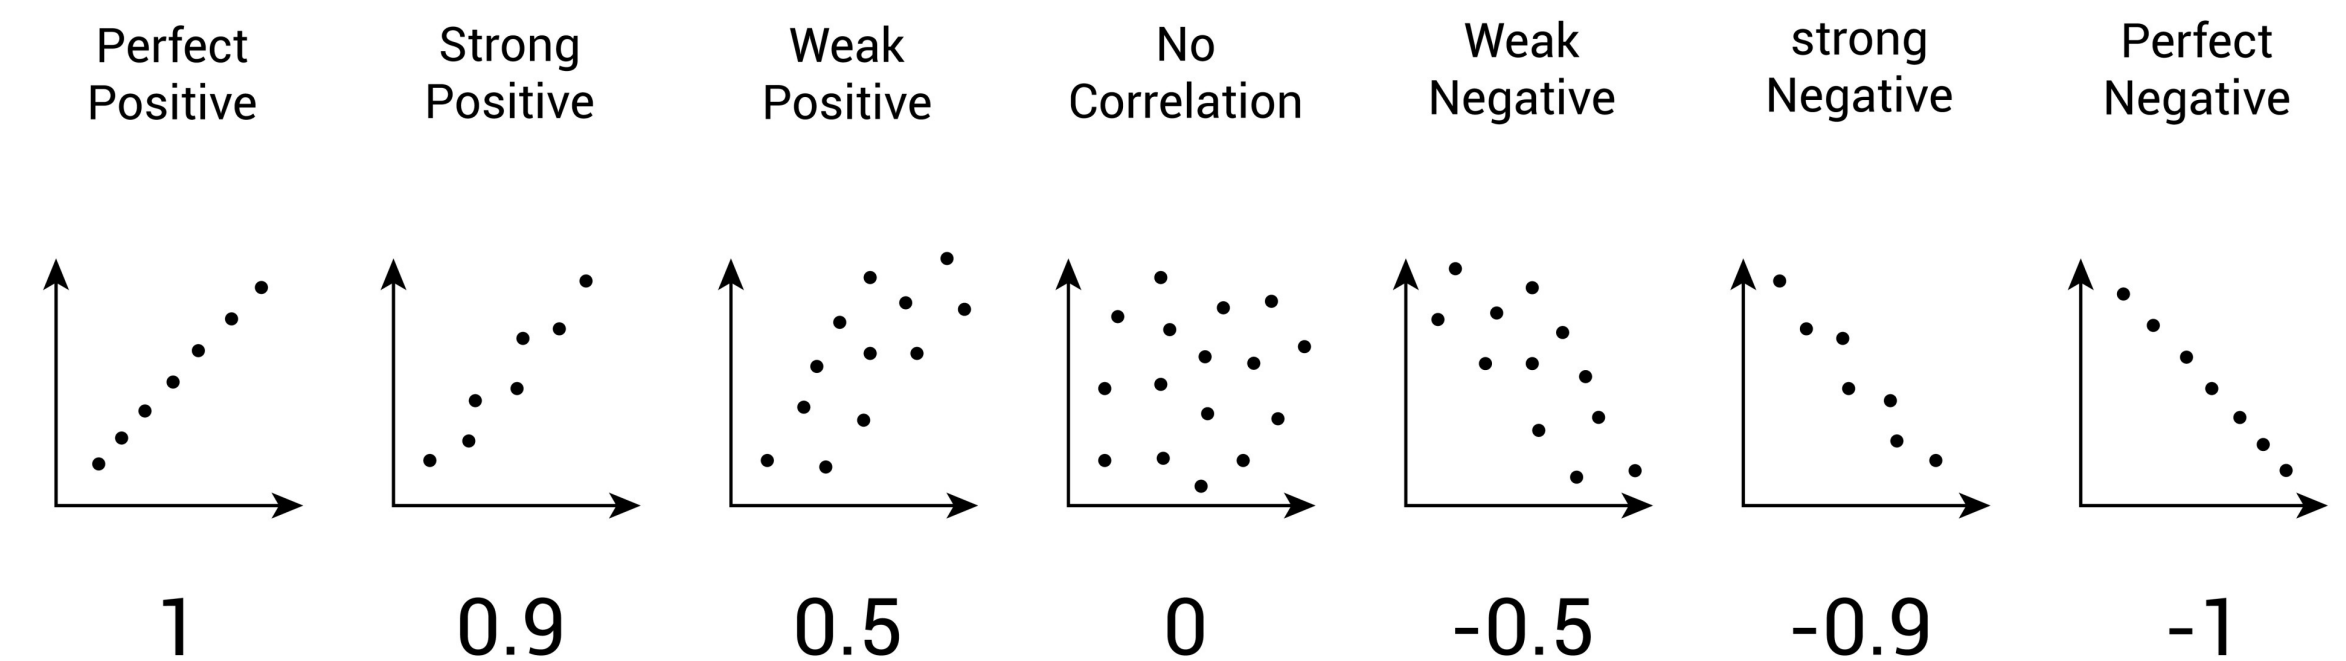 Perfect
Positive
Strong
Positive
Weak
Positive
No
Correlation
Weak
Negative
strong
Negative
Perfect
Negative
1
0.9
0.5
0
-0.5
-0.9
-1